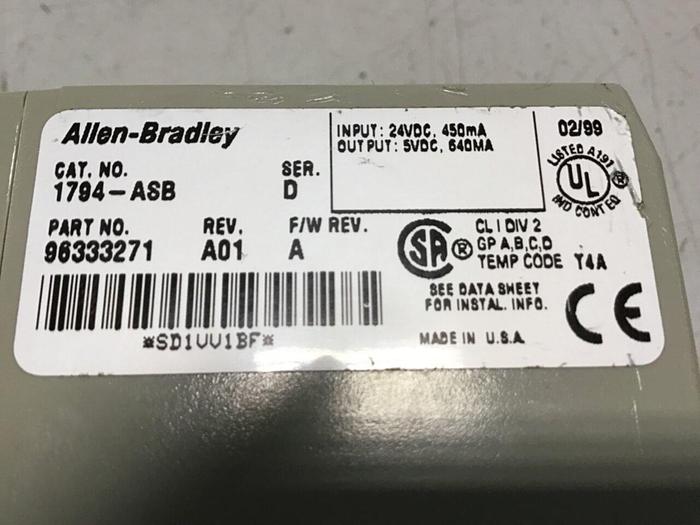 Allen-Bradley
CAT. NO. SER.
1794-ASB D
PART NO. REV. F/W REV.
96333271 A01 A
*SD1VV1BF*
INPUT: 24VDC, 450mA
OUTPUT: 5VDC, 640MA
02/99
LISTED A191
UL ®
IND CONT EQ
SA ® CL I DIV 2
GP A,B,C,D
TEMP CODE T4A
SEE DATA SHEET
FOR INSTAL. INFO.
CE
MADE IN U.S.A